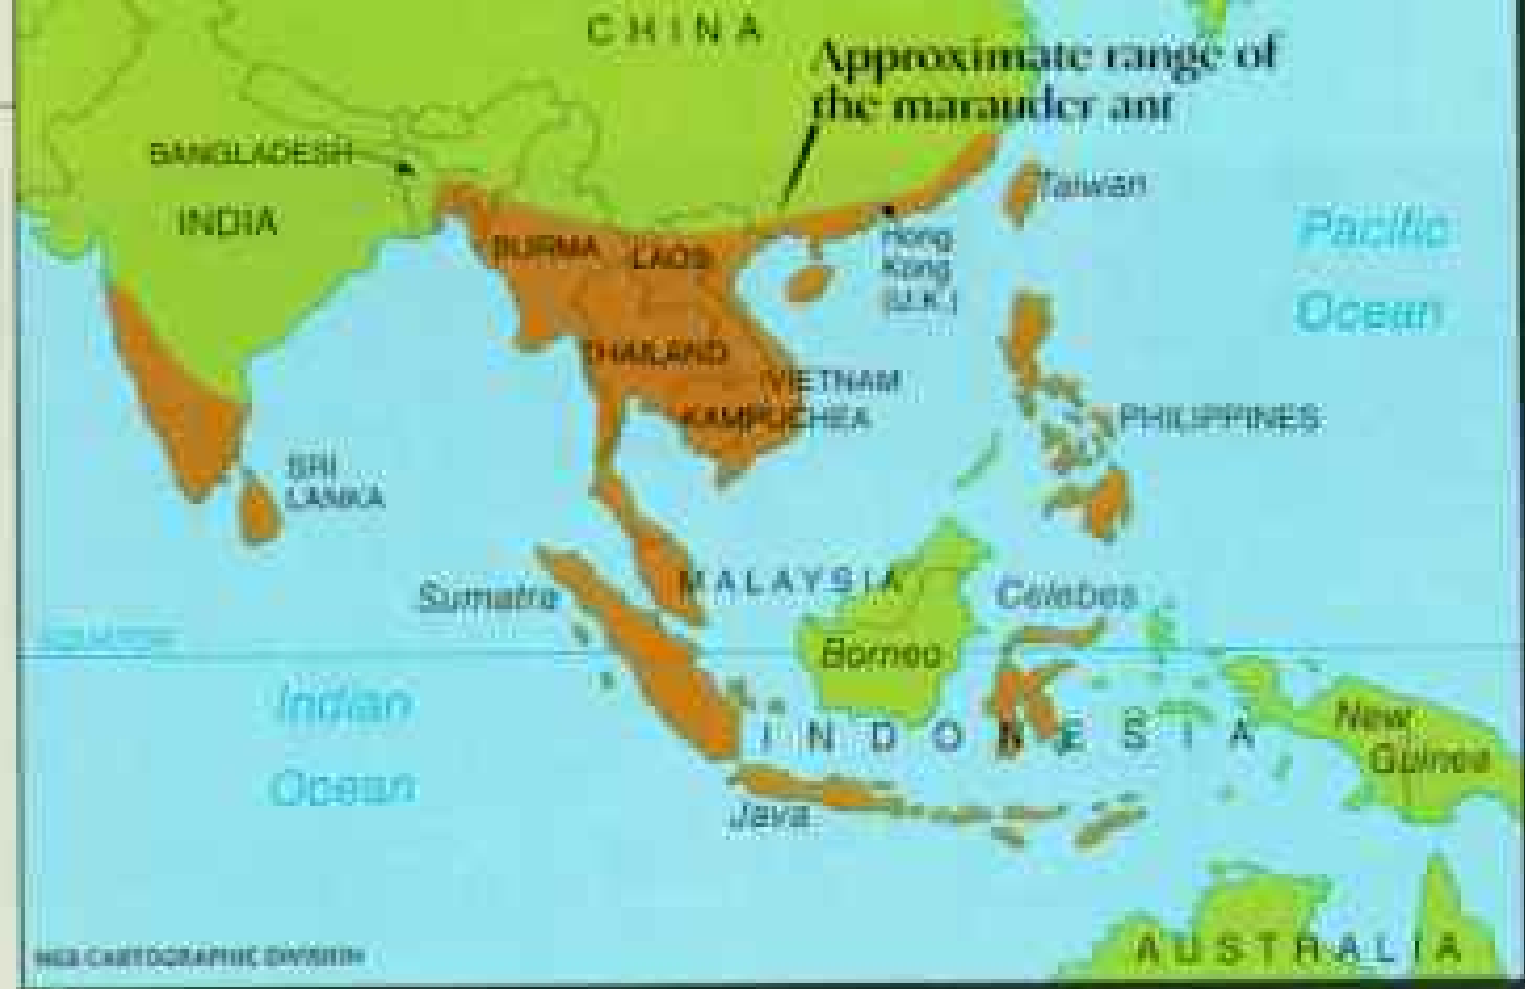 CHINA
Approximate range of
the marauder ant
BANGLADESH
Taiwan
INDIA
Pacific
Ocean
BURMA
LAOS
Hong
Kong
(U.K.)
THAILAND
VIETNAM
KAMPUCHEA
PHILIPPINES
SRI
LANKA
MALAYSIA
Sumatra
Celebes
EQUATOR
Borneo
Indian
Ocean
INDONESIA
New
Guinea
Java
AUSTRALIA
NGS CARTOGRAPHIC DIVISION